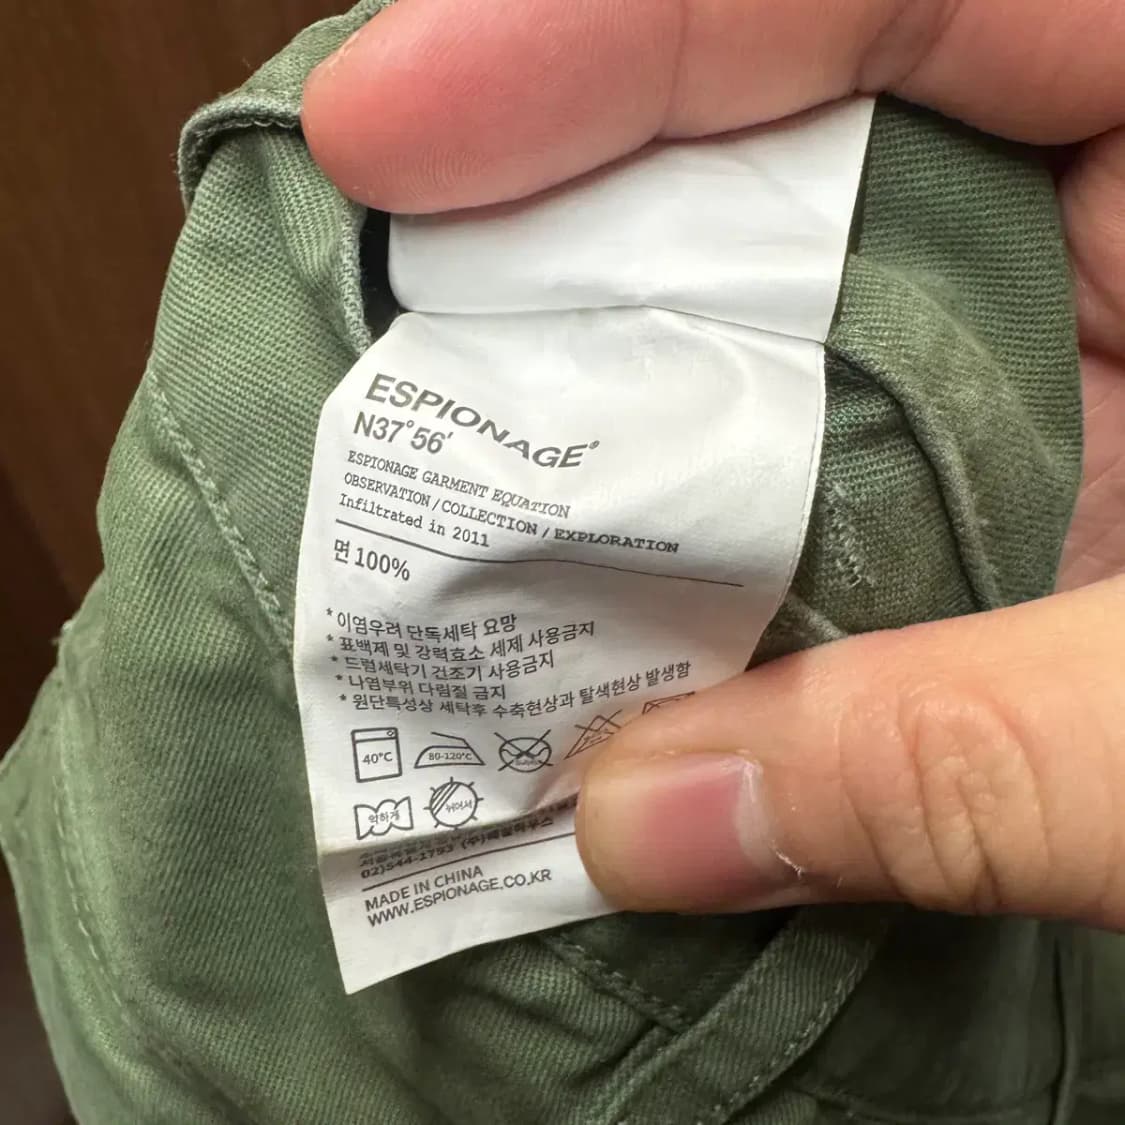 ESPIONAGE®
N37°56'
ESPIONAGE GARMENT EQUATION
OBSERVATION / COLLECTION / EXPLORATION
Infiltrated in 2011
면 100%
* 이염우려 단독세탁 요망
* 표백제 및 강력효소 세제 사용금지
* 드럼세탁기 건조기 사용금지
* 나염부위 다림질 금지
* 원단특성상 세탁후 수축현상과 탈색현상 발생함
40°C
80-120°C
드라이
약하게
뉘어서
02)544-1753
MADE IN CHINA
WWW.ESPIONAGE.CO.KR